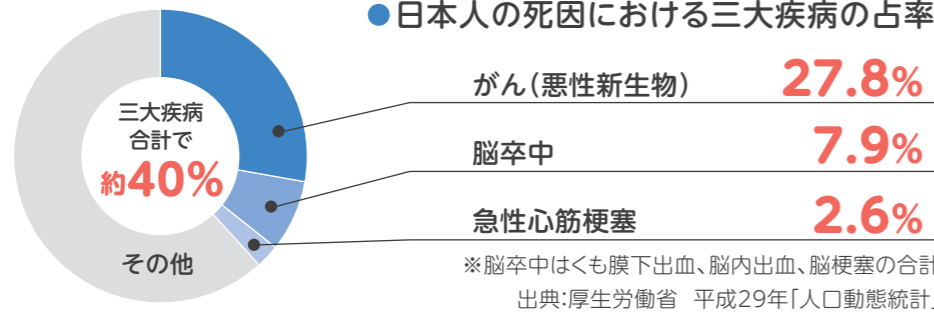 ●日本人の死因における三大疾病の占率
がん(悪性新生物) 27.8%
脳卒中 7.9%
急性心筋梗塞 2.6%
三大疾病
合計で
約40%
その他
※脳卒中はくも膜下出血、脳内出血、脳梗塞の合計
出典:厚生労働省 平成29年「人口動態統計」